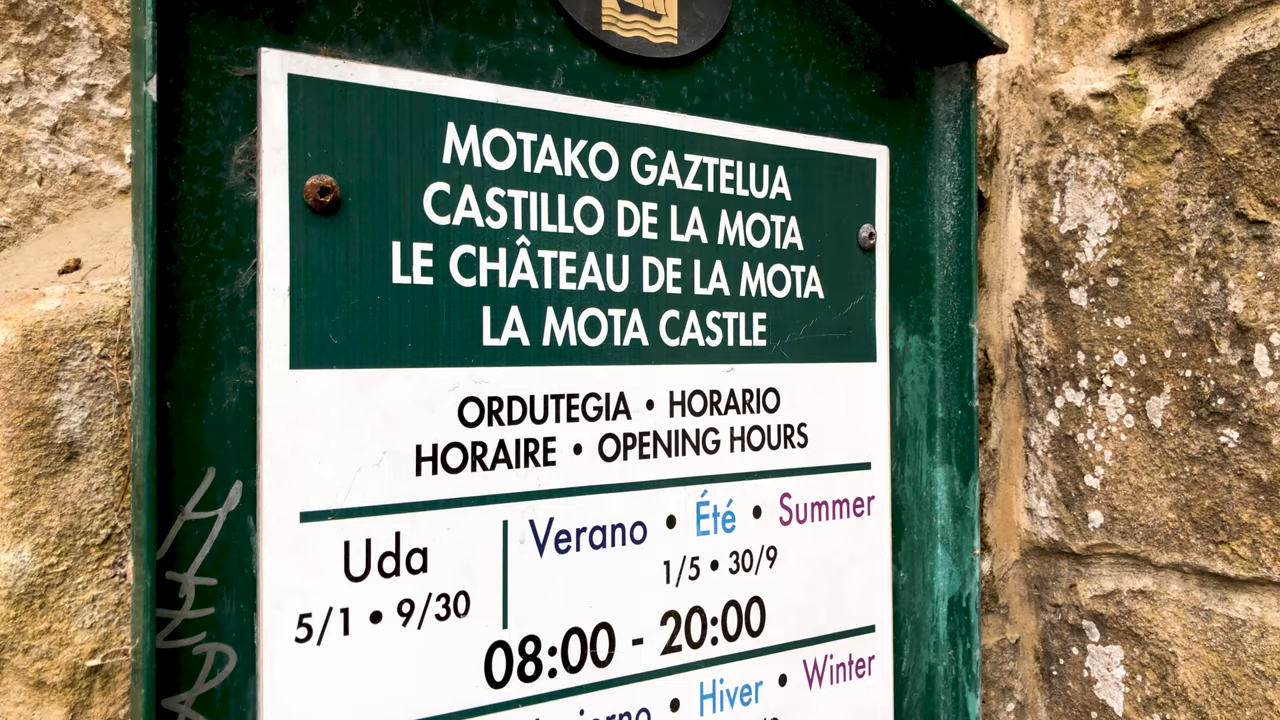 MOTAKO GAZTELUA
CASTILLO DE LA MOTA
LE CHÂTEAU DE LA MOTA
LA MOTA CASTLE
ORDUTEGIA • HORARIO
HORAIRE • OPENING HOURS
Uda
5/1 • 9/30
Verano • Été • Summer
1/5 • 30/9
08:00 - 20:00
• Hiver • Winter